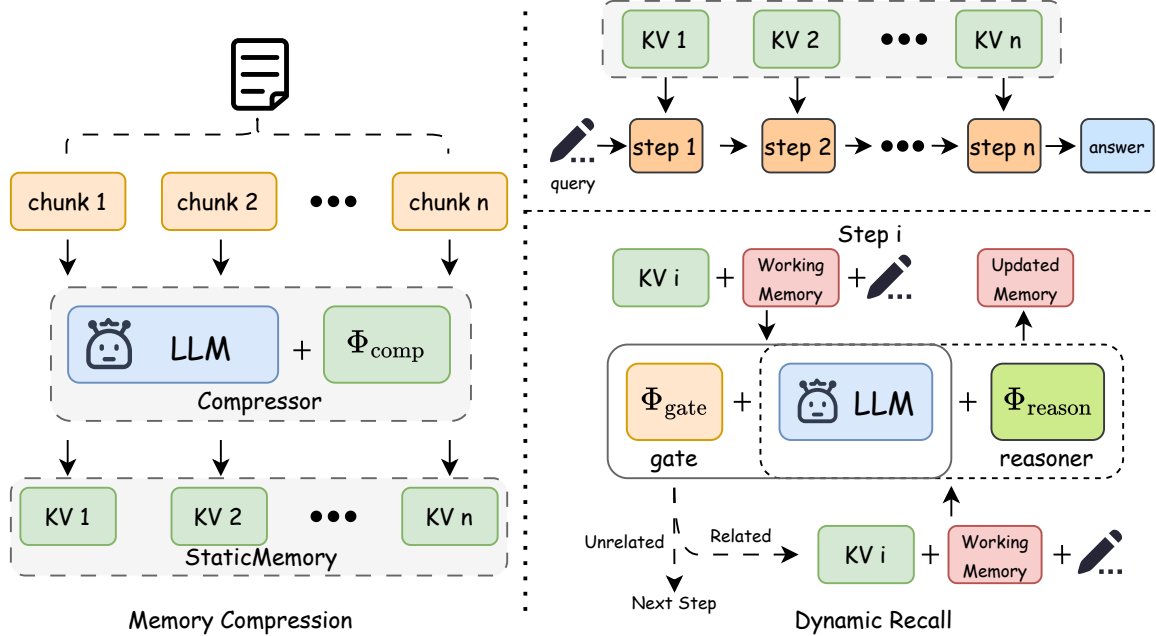 chunk 1
chunk 2
•••
chunk n
LLM
+
Φcomp
Compressor
KV 1
KV 2
•••
KV n
StaticMemory
Memory Compression
KV 1
KV 2
•••
KV n
query
step 1
step 2
•••
step n
answer
Step i
KV i
+
Working
Memory
+
Updated
Memory
Φgate
+
LLM
+
Φreason
gate
reasoner
Unrelated
Related
Next Step
KV i
+
Working
Memory
+
Dynamic Recall